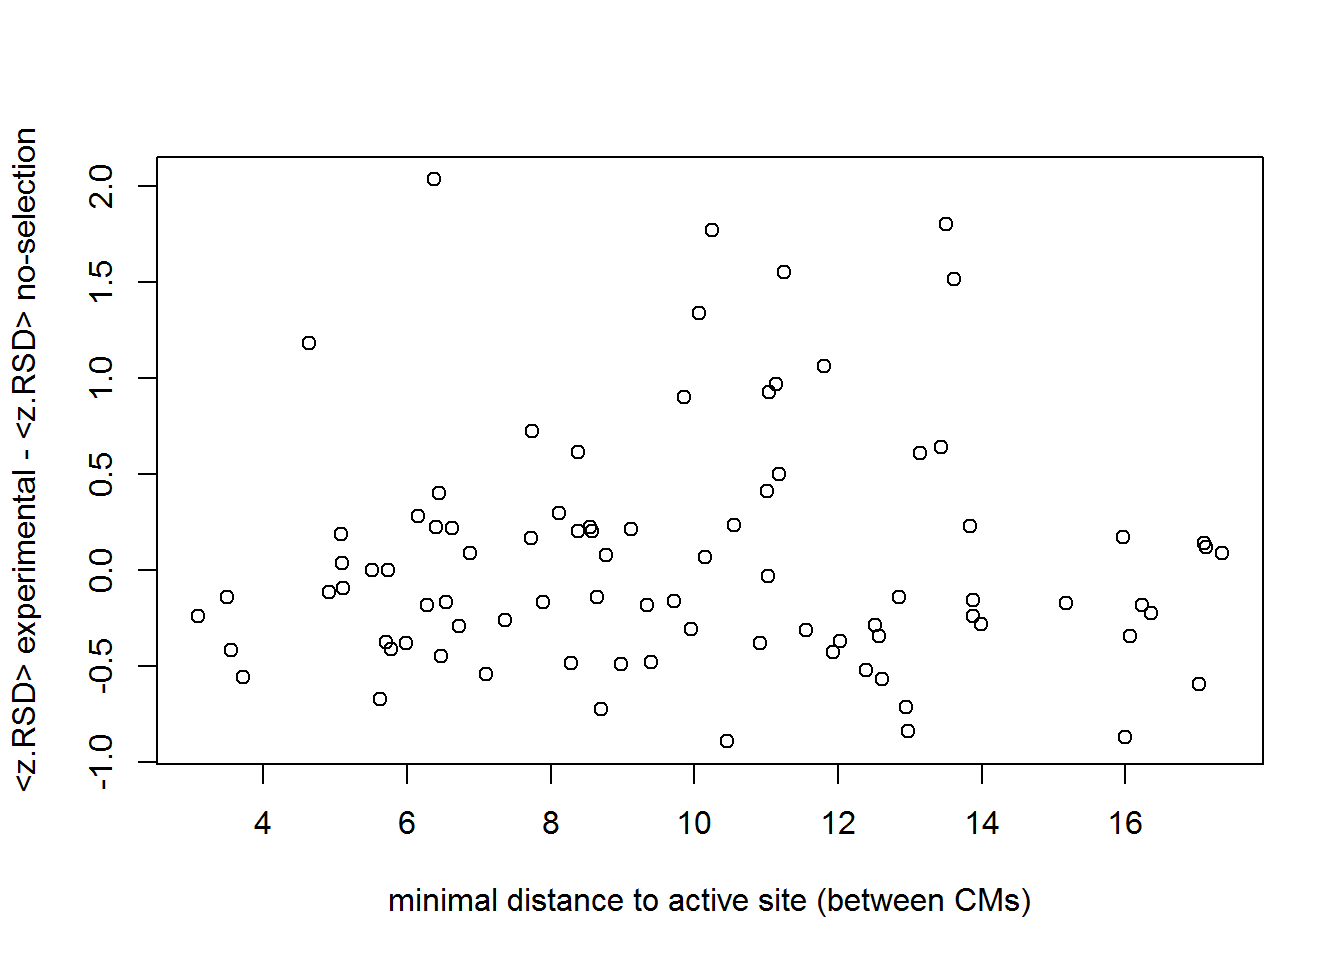 <z.RSD> experimental - <z.RSD> no-selection
2.0
1.5
1.0
0.5
0.0
-0.5
-1.0
4 6 8 10 12 14 16
minimal distance to active site (between CMs)